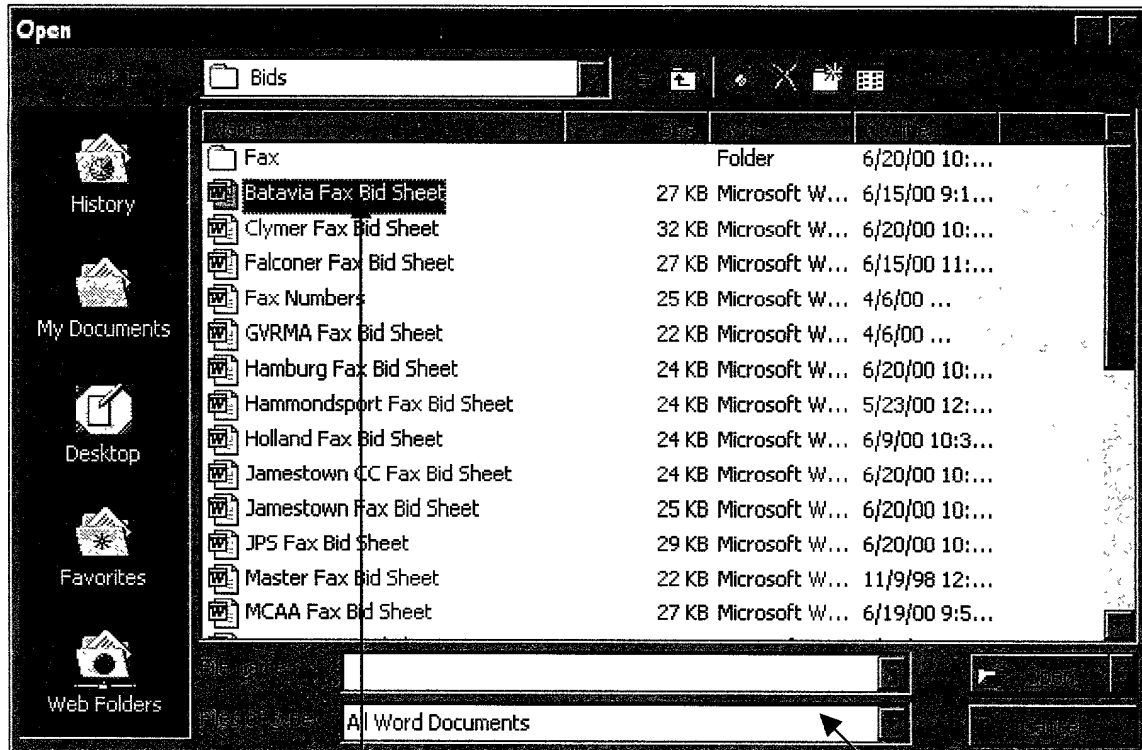 Open
Bids
Fax Folder 6/20/00 10:...
Batavia Fax Bid Sheet 27 KB Microsoft W... 6/15/00 9:1...
Clymer Fax Bid Sheet 32 KB Microsoft W... 6/20/00 10:...
Falconer Fax Bid Sheet 27 KB Microsoft W... 6/15/00 11:...
Fax Numbers 25 KB Microsoft W... 4/6/00 ...
GVRMA Fax Bid Sheet 22 KB Microsoft W... 4/6/00 ...
Hamburg Fax Bid Sheet 24 KB Microsoft W... 6/20/00 10:...
Hammondsport Fax Bid Sheet 24 KB Microsoft W... 5/23/00 12:...
Holland Fax Bid Sheet 24 KB Microsoft W... 6/9/00 10:3...
Jamestown CC Fax Bid Sheet 24 KB Microsoft W... 6/20/00 10:...
Jamestown Fax Bid Sheet 25 KB Microsoft W... 6/20/00 10:...
JPS Fax Bid Sheet 29 KB Microsoft W... 6/20/00 10:...
Master Fax Bid Sheet 22 KB Microsoft W... 11/9/98 12:...
MCAA Fax Bid Sheet 27 KB Microsoft W... 6/19/00 9:5...
History
My Documents
Desktop
Favorites
Web Folders
All Word Documents